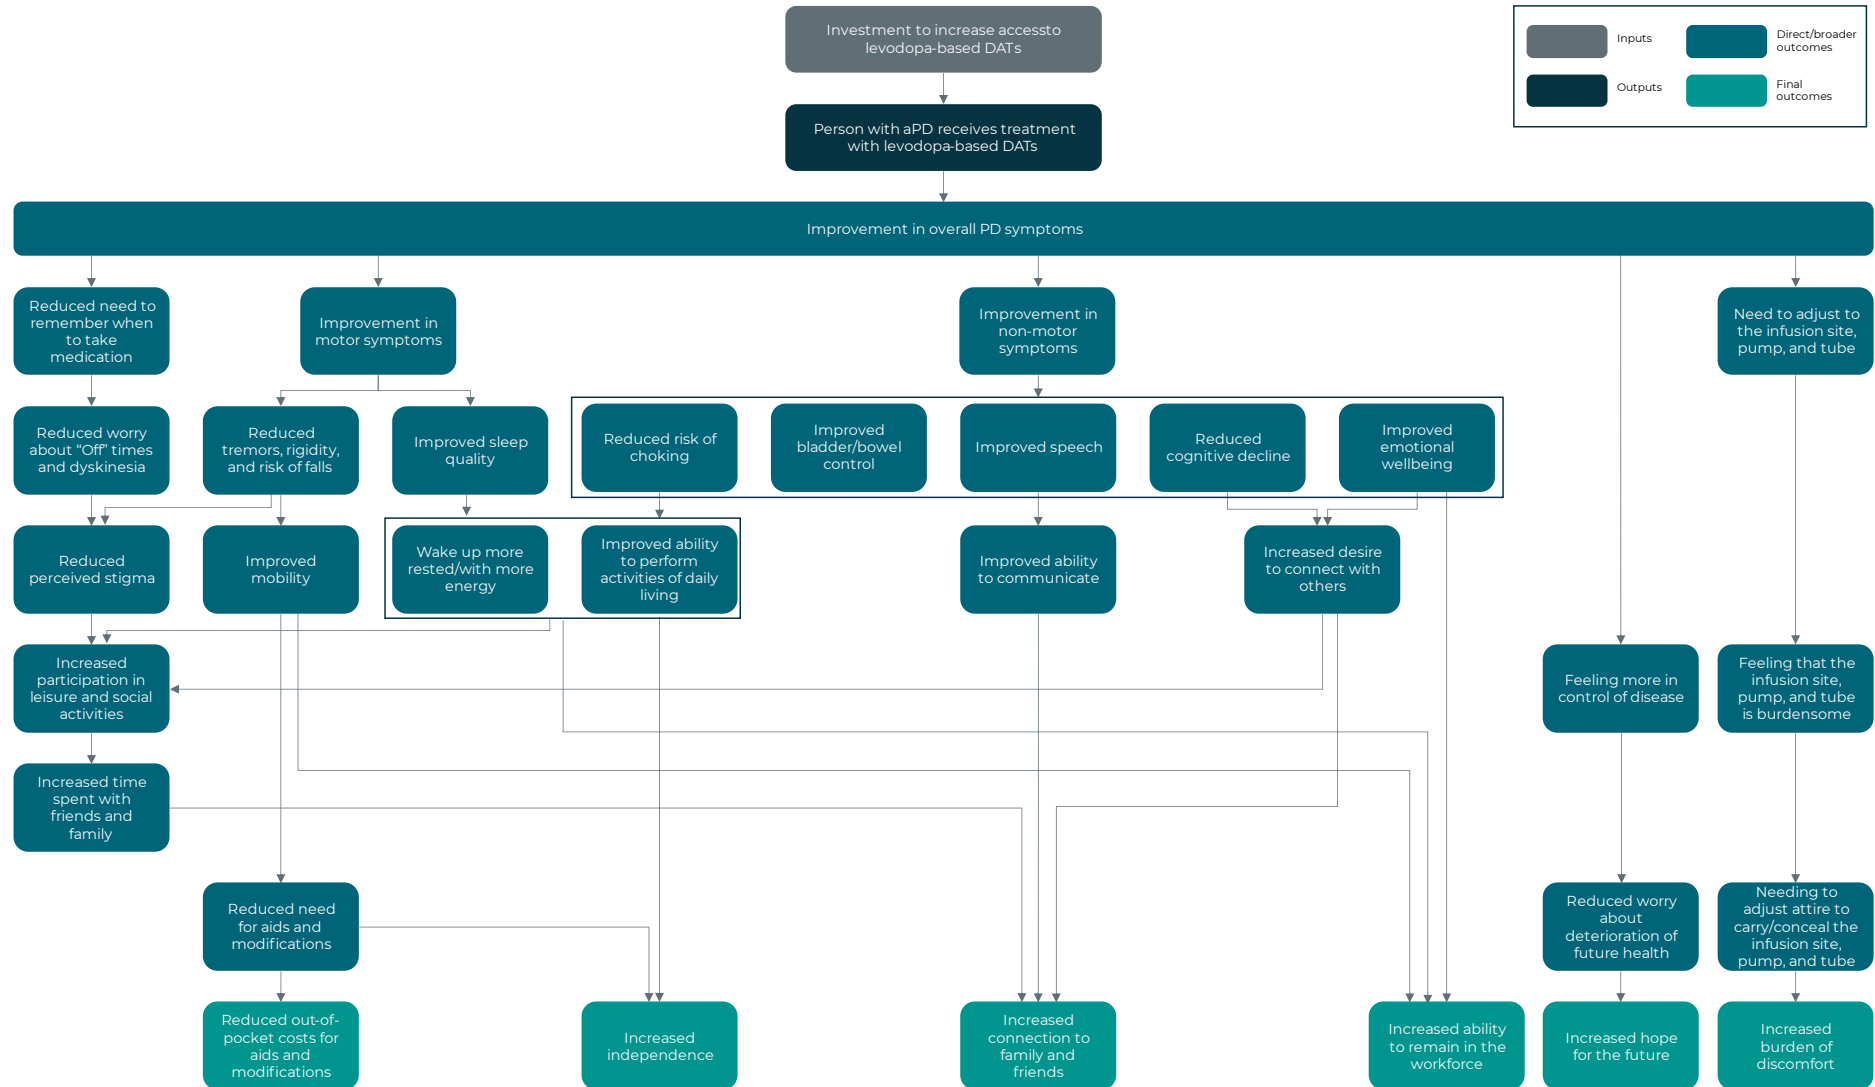 Investment to increase accessto
levodopa-based DATs
Inputs
Direct/broader
outcomes
Outputs
Final
outcomes
Person with aPD receives treatment
with levodopa-based DATs
Improvement in overall PD symptoms
Reduced need to
remember when
to take
medication
Improvement in
motor symptoms
Improvement in
non-motor
symptoms
Need to adjust to
the infusion site,
pump, and tube
Reduced worry
about “Off” times
and dyskinesia
Reduced
tremors, rigidity,
and risk of falls
Improved sleep
quality
Reduced risk of
choking
Improved
bladder/bowel
control
Improved speech
Reduced
cognitive decline
Improved
emotional
wellbeing
Reduced
perceived stigma
Improved
mobility
Wake up more
rested/with more
energy
Improved ability
to perform
activities of daily
living
Improved ability
to communicate
Increased desire
to connect with
others
Increased
participation in
leisure and social
activities
Feeling more in
control of disease
Feeling that the
infusion site,
pump, and tube
is burdensome
Increased time
spent with
friends and
family
Reduced need
for aids and
modifications
Reduced worry
about
deterioration of
future health
Needing to
adjust attire to
carry/conceal the
infusion site,
pump, and tube
Reduced out-of-
pocket costs for
aids and
modifications
Increased
independence
Increased
connection to
family and
friends
Increased ability
to remain in the
workforce
Increased hope
for the future
Increased
burden of
discomfort